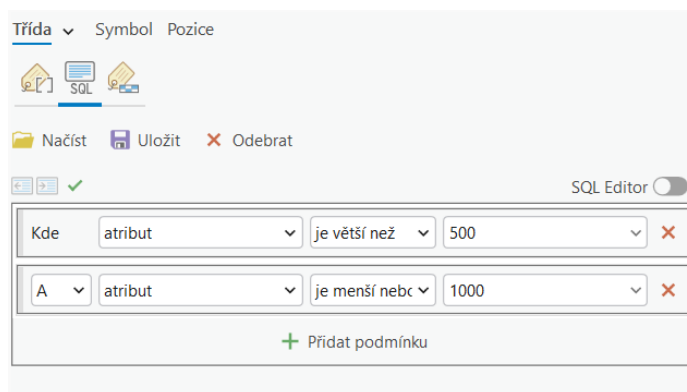 Třída Symbol Pozice
SQL
Načíst Uložit Odebrat
SQL Editor
Kde atribut je větší než 500
A atribut je menší nebo 1000
Přidat podmínku